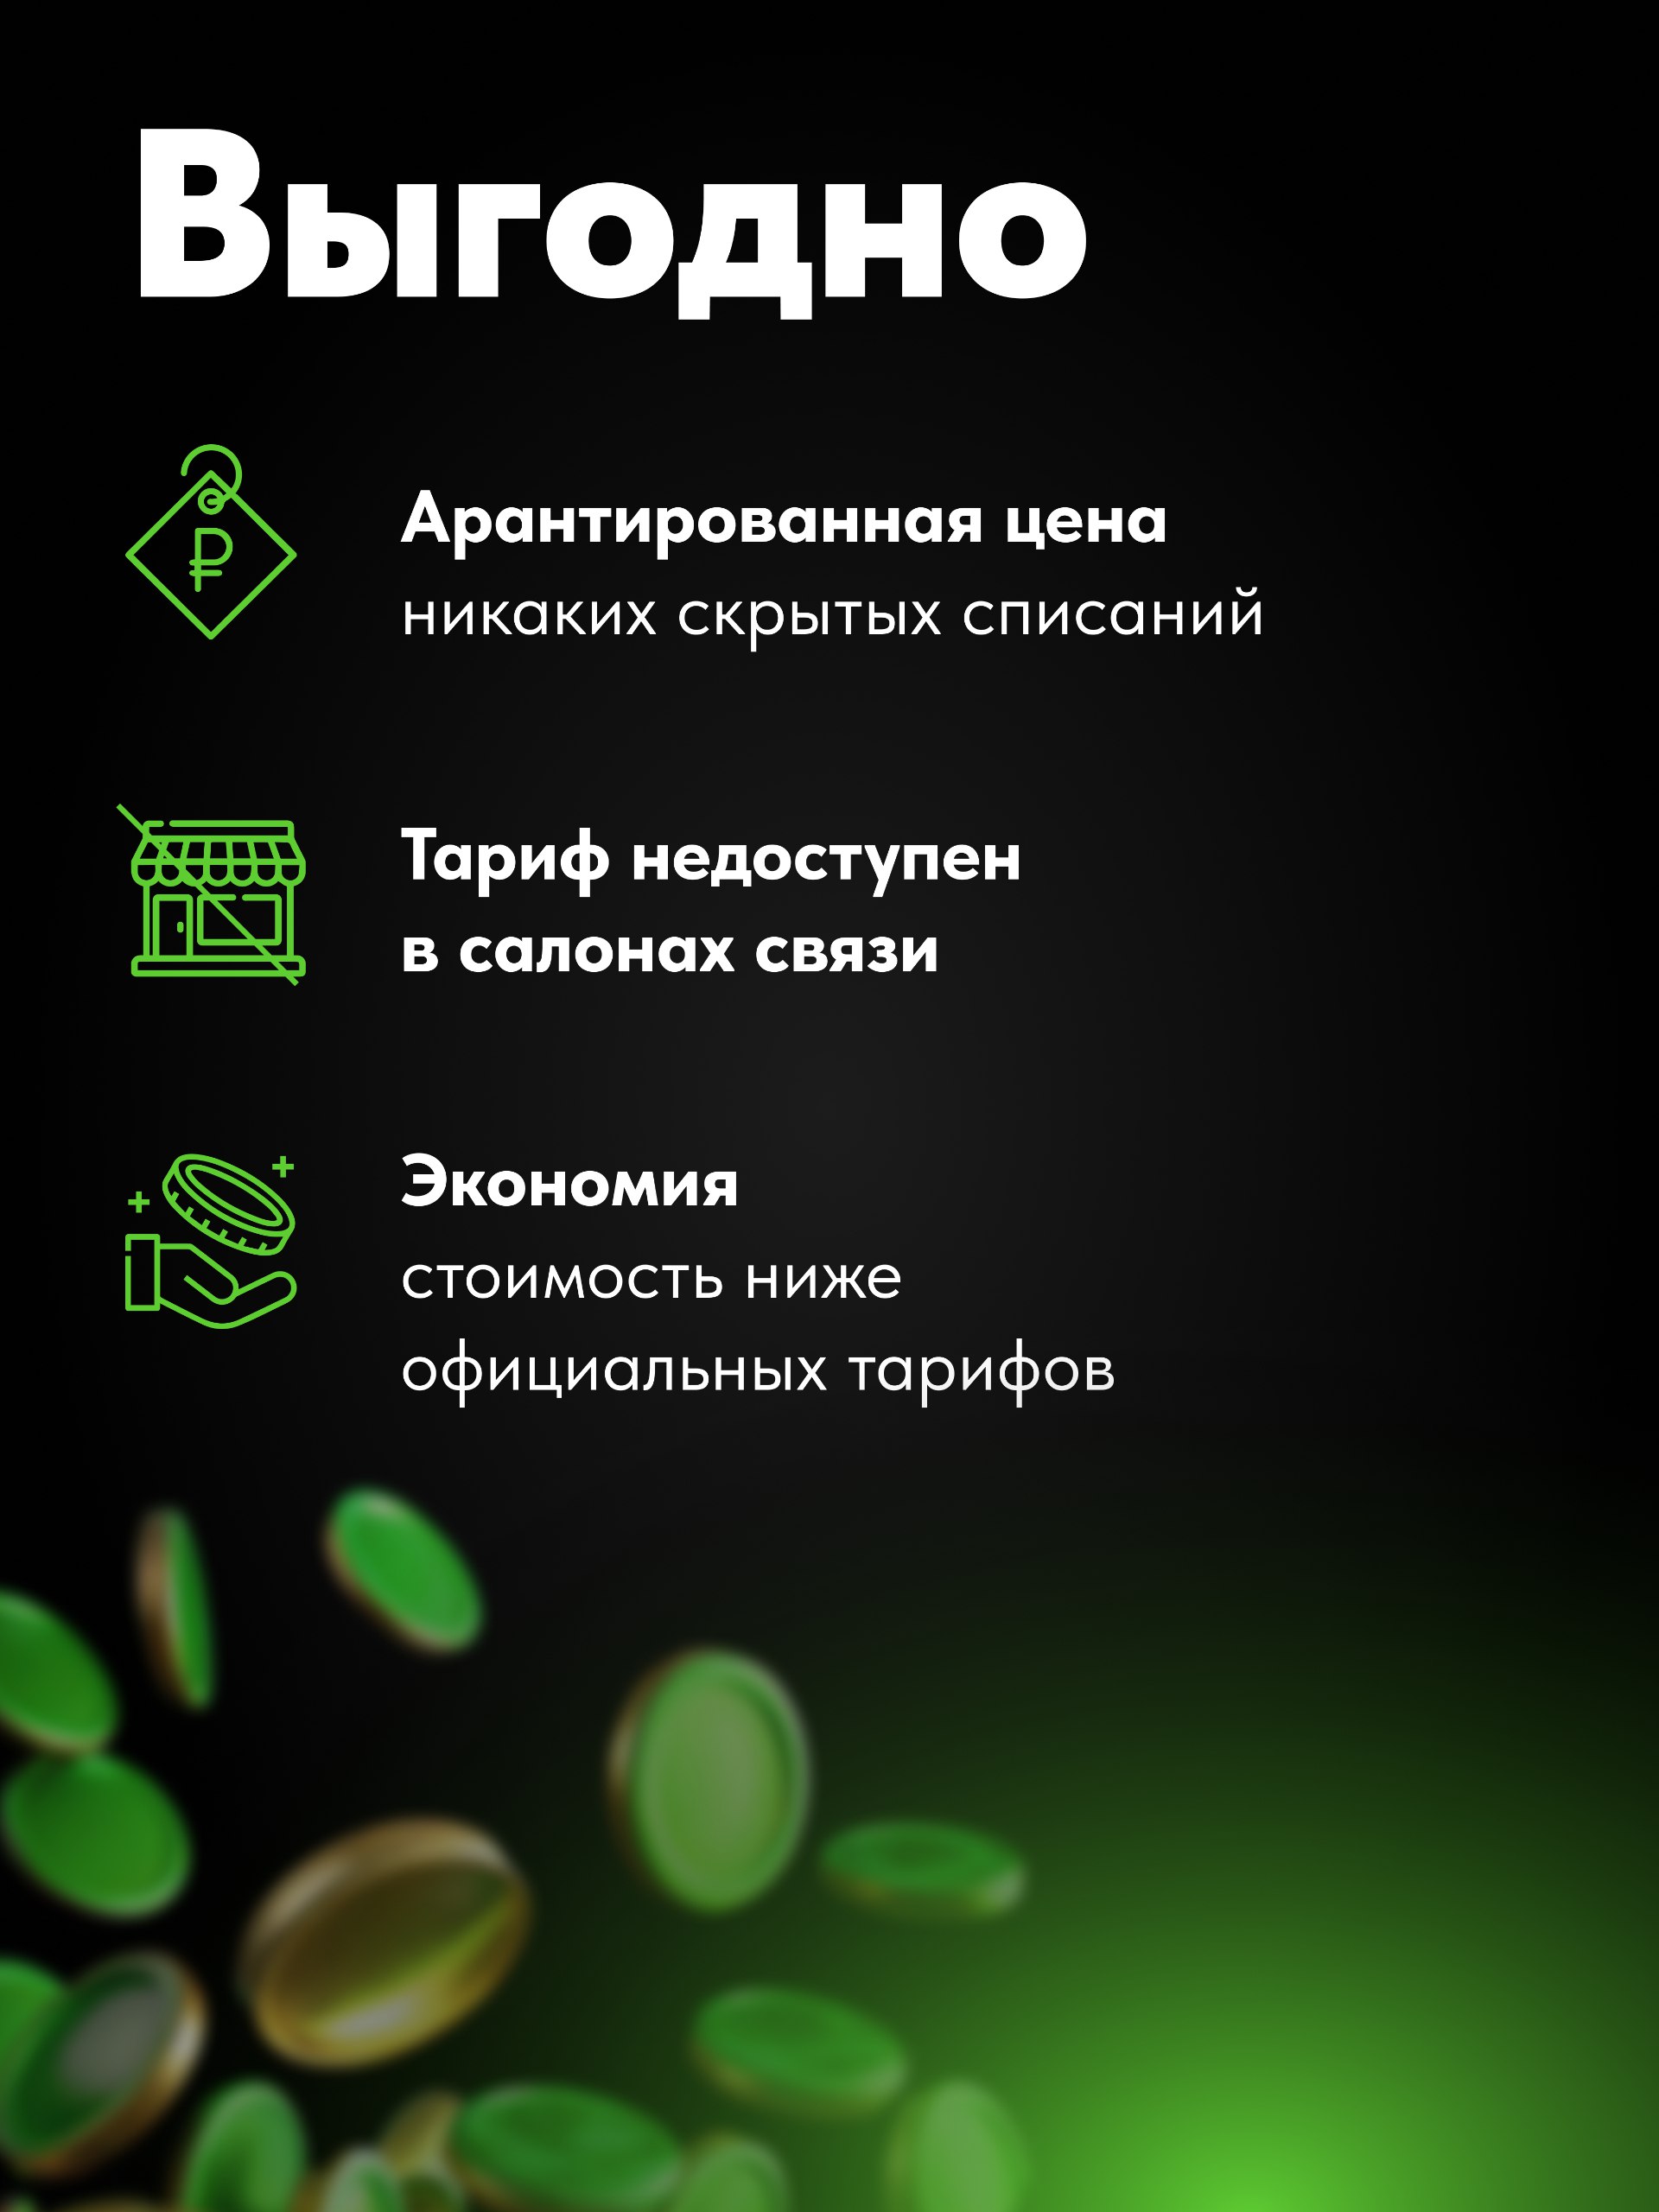 Выгодно
Арантированная цена
никаких скрытых списаний
Тариф недоступен
в салонах связи
Экономия
стоимость ниже
официальных тарифов